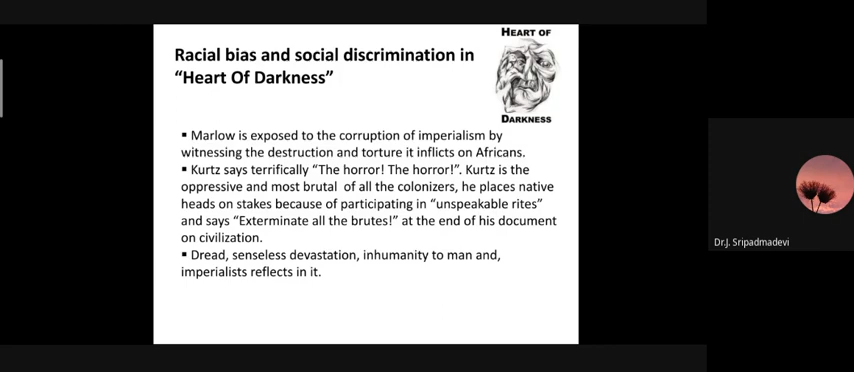 Racial bias and social discrimination in
“Heart Of Darkness”
HEART OF
DARKNESS
▪ Marlow is exposed to the corruption of imperialism by
witnessing the destruction and torture it inflicts on Africans.
▪ Kurtz says terrifically “The horror! The horror!”. Kurtz is the
oppressive and most brutal of all the colonizers, he places native
heads on stakes because of participating in “unspeakable rites”
and says “Exterminate all the brutes!” at the end of his document
on civilization.
▪ Dread, senseless devastation, inhumanity to man and,
imperialists reflects in it.
Dr.J. Sripadmadevi